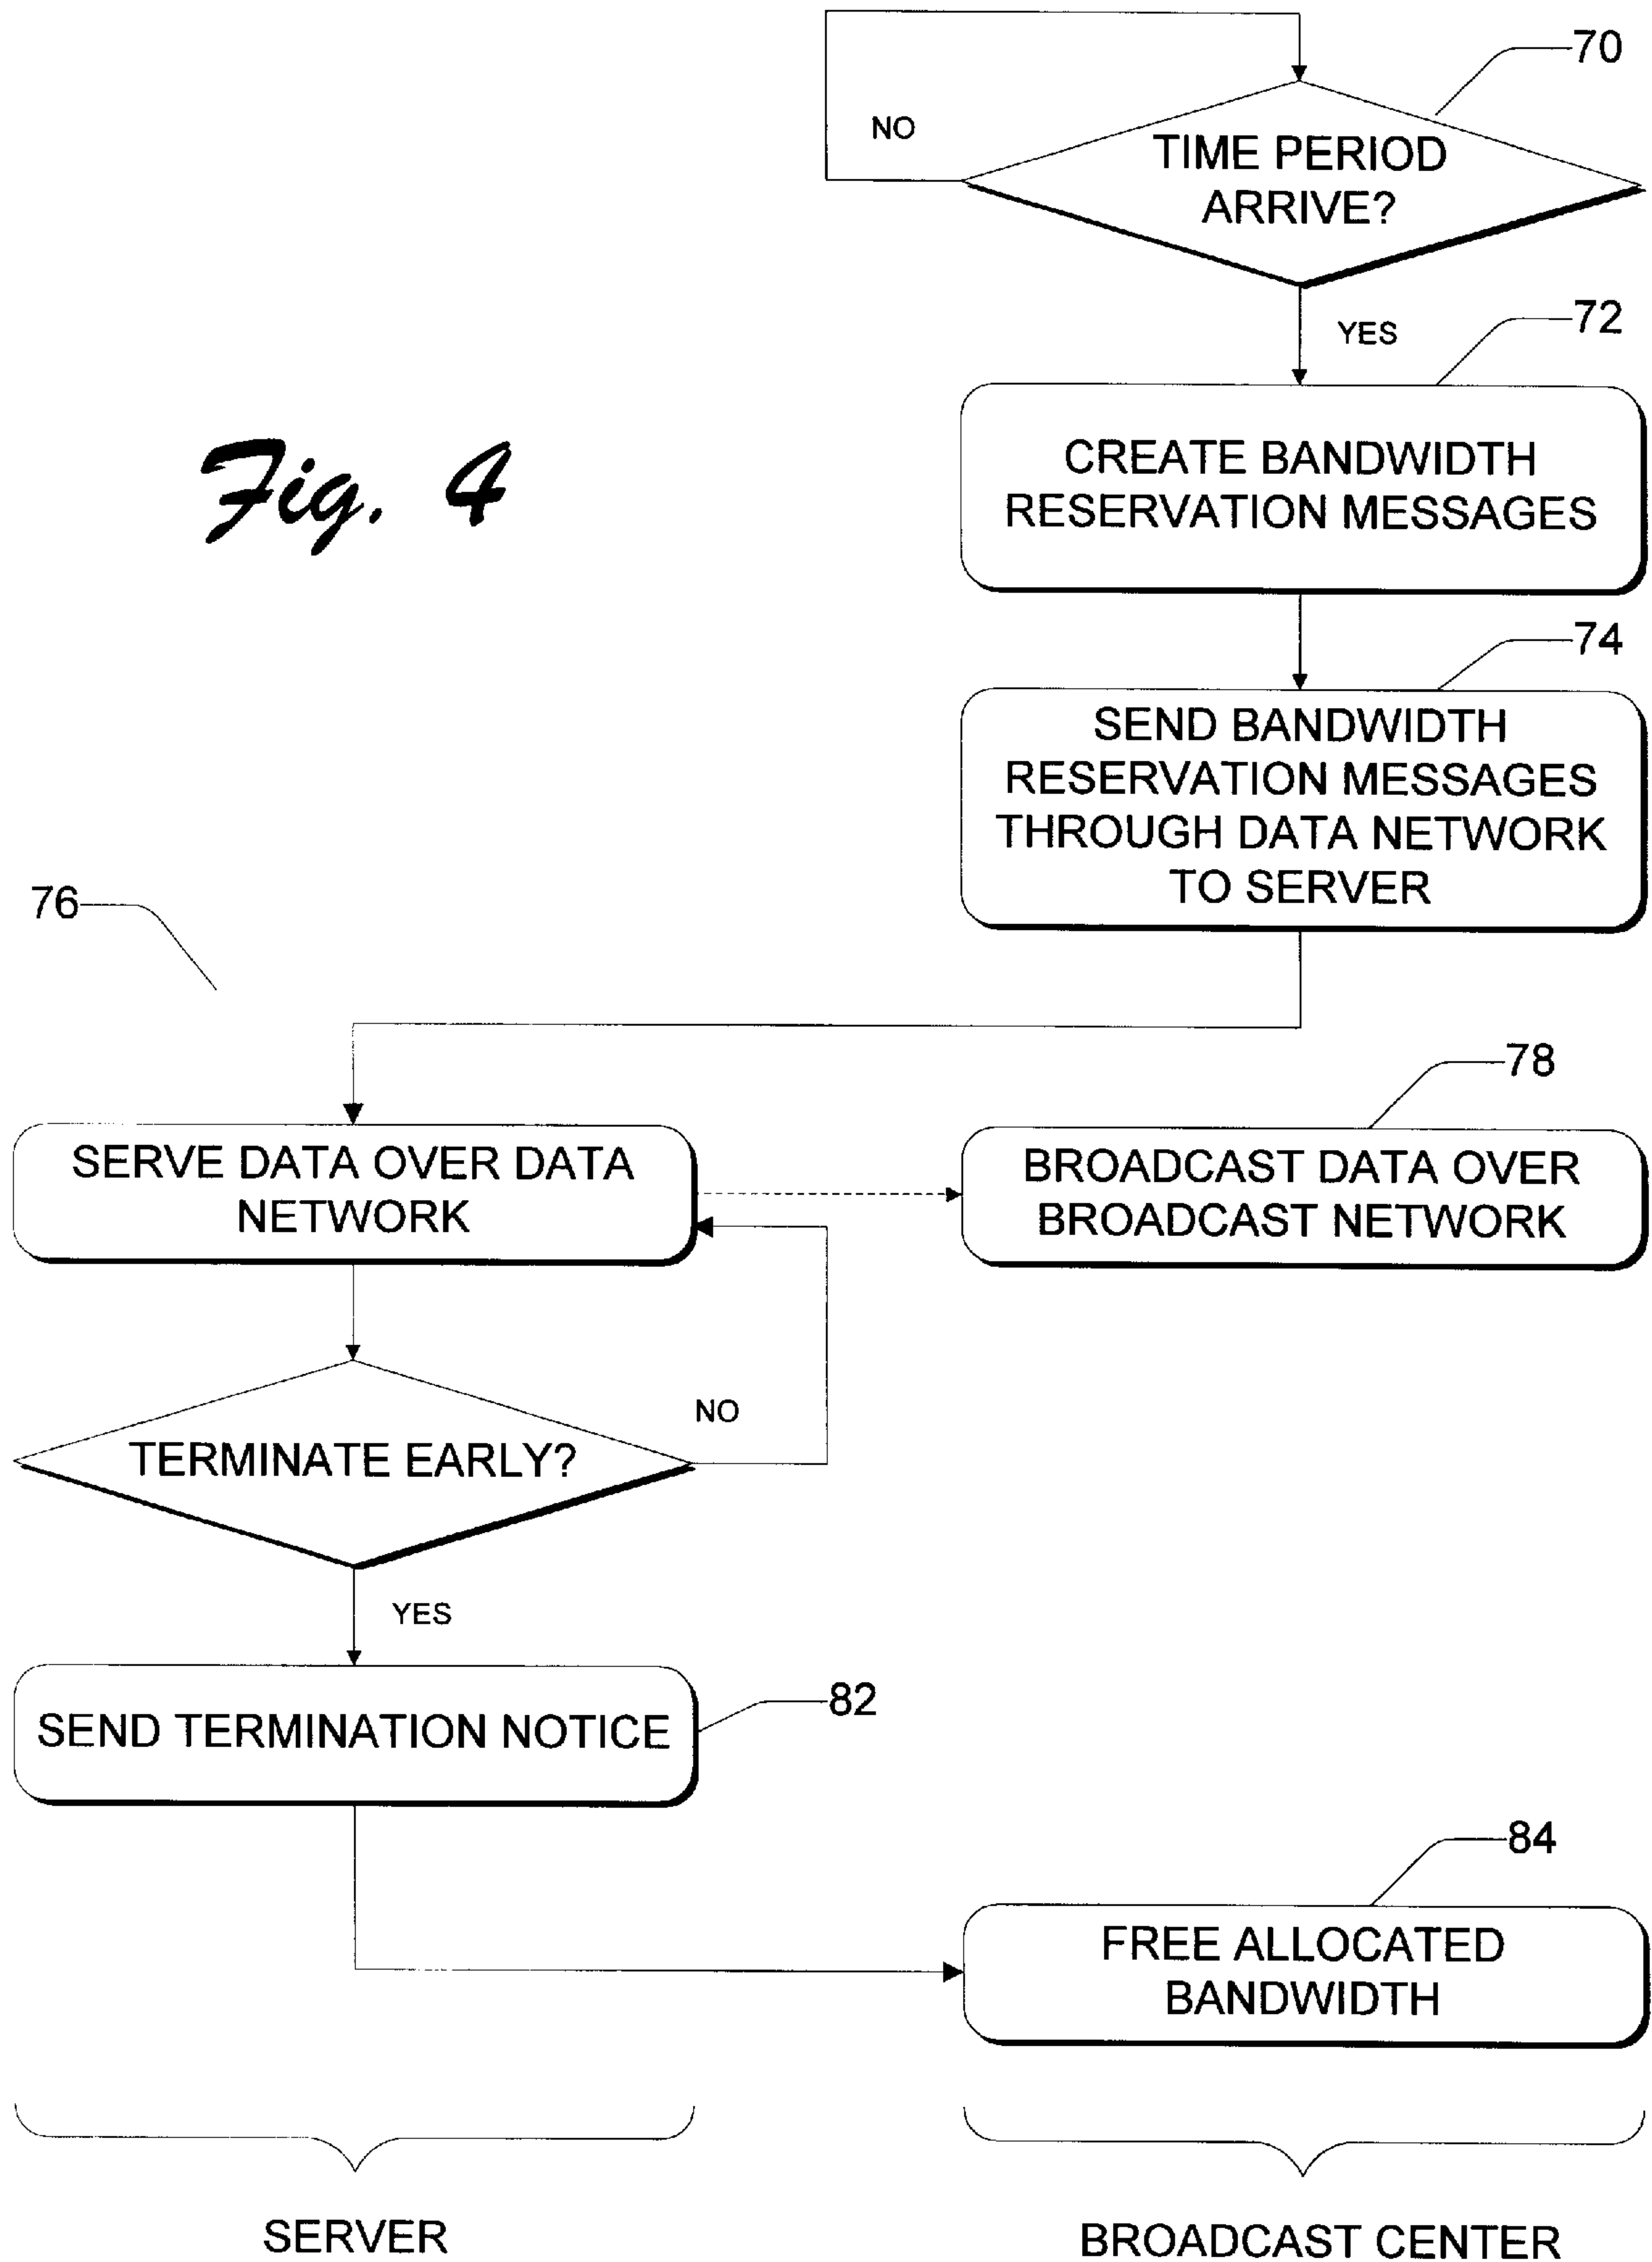 70
NO
TIME PERIOD
ARRIVE?
YES
72
Fig. 4
CREATE BANDWIDTH
RESERVATION MESSAGES
74
SEND BANDWIDTH
RESERVATION MESSAGES
THROUGH DATA NETWORK
TO SERVER
76
78
SERVE DATA OVER DATA
NETWORK
BROADCAST DATA OVER
BROADCAST NETWORK
NO
TERMINATE EARLY?
YES
82
SEND TERMINATION NOTICE
84
FREE ALLOCATED
BANDWIDTH
SERVER
BROADCAST CENTER